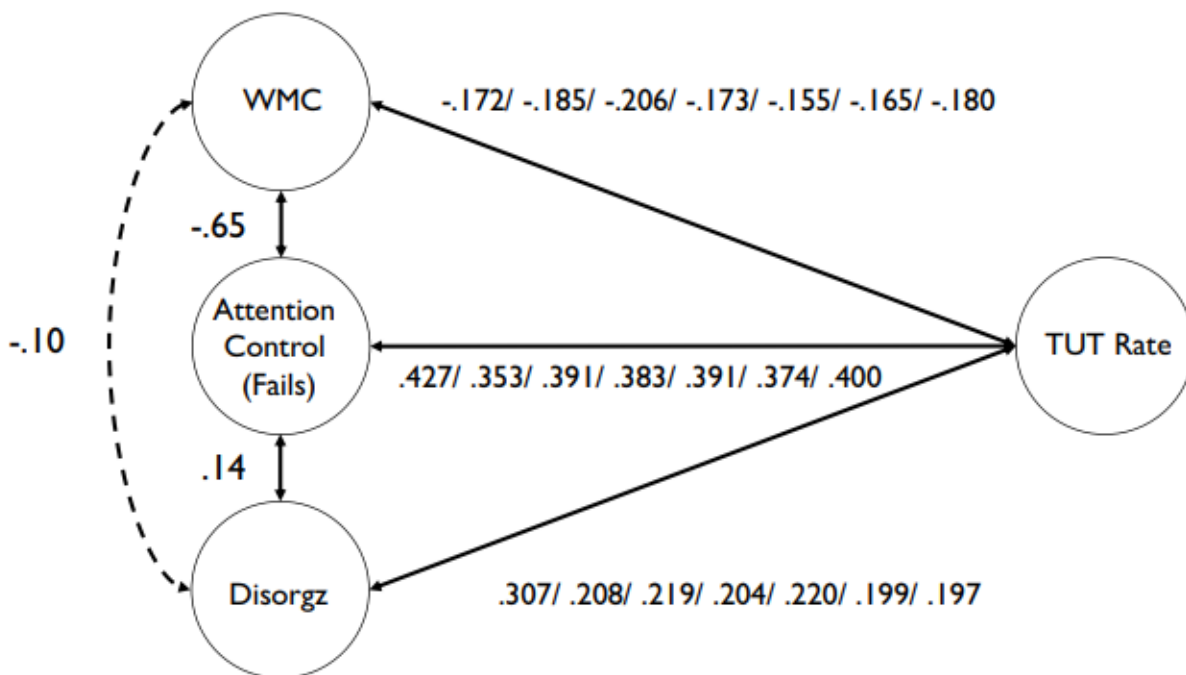 WMC
-.172/ -.185/ -.206/ -.173/ -.155/ -.165/ -.180
-.65
Attention
Control
(Fails)
-.10
TUT Rate
.427/ .353/ .391/ .383/ .391/ .374/ .400
.14
Disorgz
.307/ .208/ .219/ .204/ .220/ .199/ .197